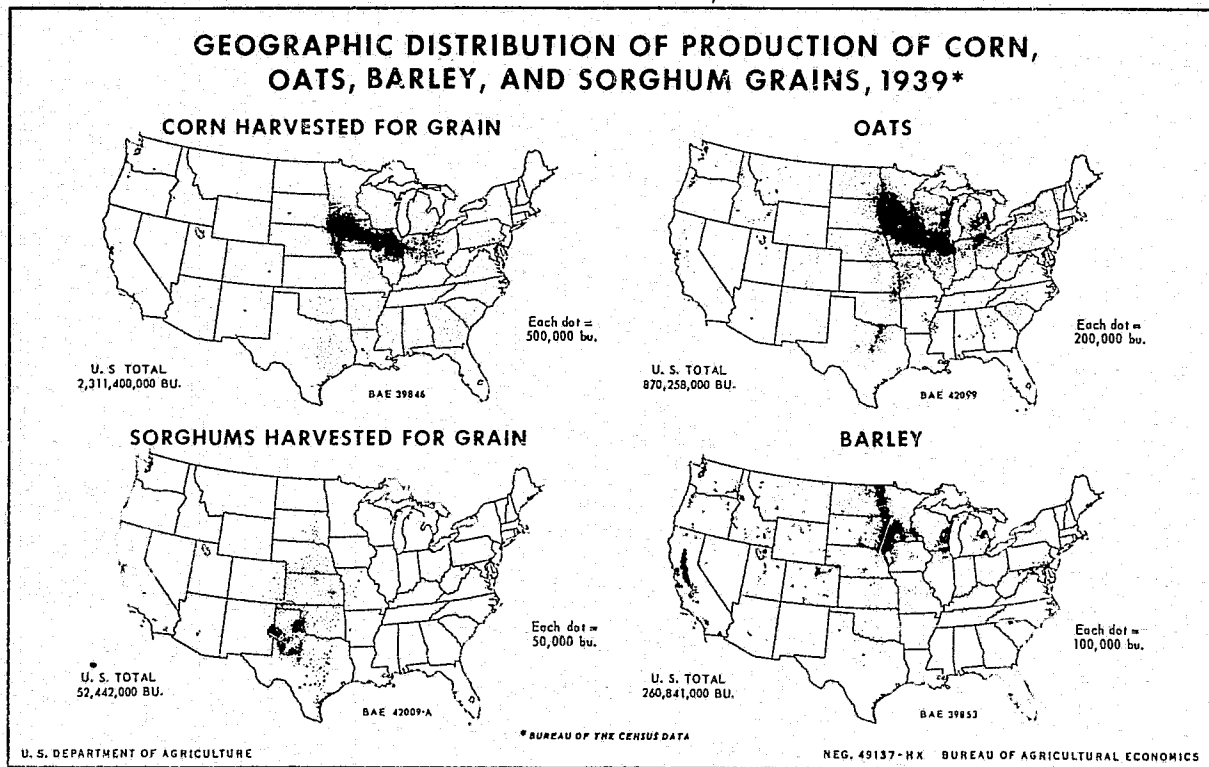 GEOGRAPHIC DISTRIBUTION OF PRODUCTION OF CORN,
OATS, BARLEY, AND SORGHUM GRAINS, 1939*
CORN HARVESTED FOR GRAIN
Each dot =
500,000 bu.
U. S TOTAL
2,311,400,000 BU.
BAE 39846
OATS
Each dot =
200,000 bu.
U. S. TOTAL
870,258,000 BU.
BAE 42099
SORGHUMS HARVESTED FOR GRAIN
Each dot =
50,000 bu.
U. S. TOTAL
52,442,000 BU.
BAE 42009-A
BARLEY
Each dot =
100,000 bu.
U. S. TOTAL
260,841,000 BU.
BAE 39853
* BUREAU OF THE CENSUS DATA
U. S. DEPARTMENT OF AGRICULTURE
NEG. 49137-HX BUREAU OF AGRICULTURAL ECONOMICS